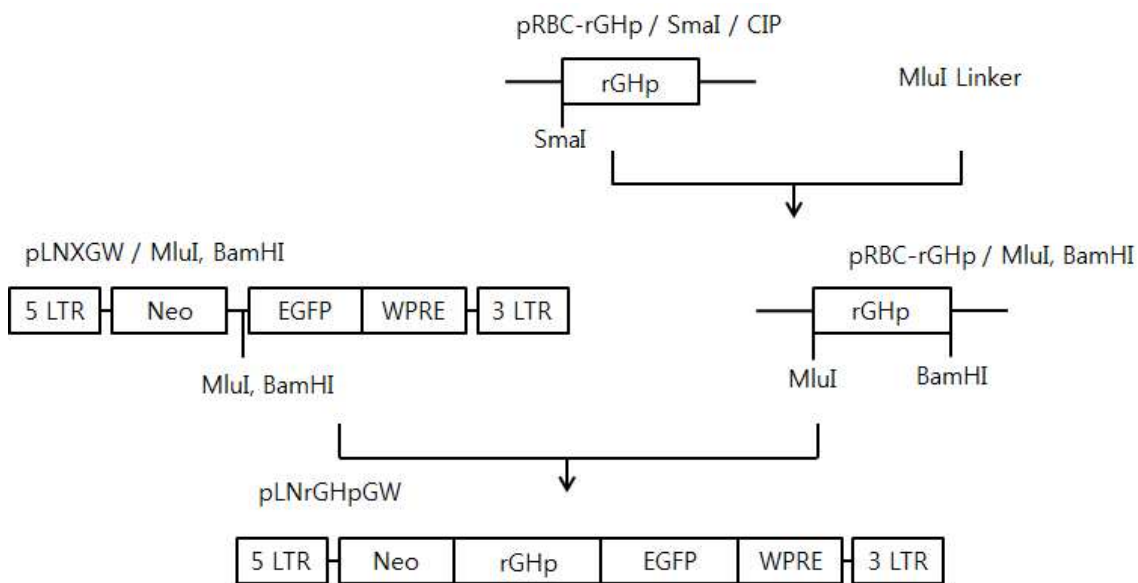 pRBC-rGHp / SmaI / CIP
rGHp
MluI Linker
SmaI
pLNXGW / MluI, BamHI
5 LTR Neo EGFP WPRE 3 LTR
MluI, BamHI
pRBC-rGHp / MluI, BamHI
rGHp
MluI BamHI
pLNrGHpGW
5 LTR Neo rGHp EGFP WPRE 3 LTR